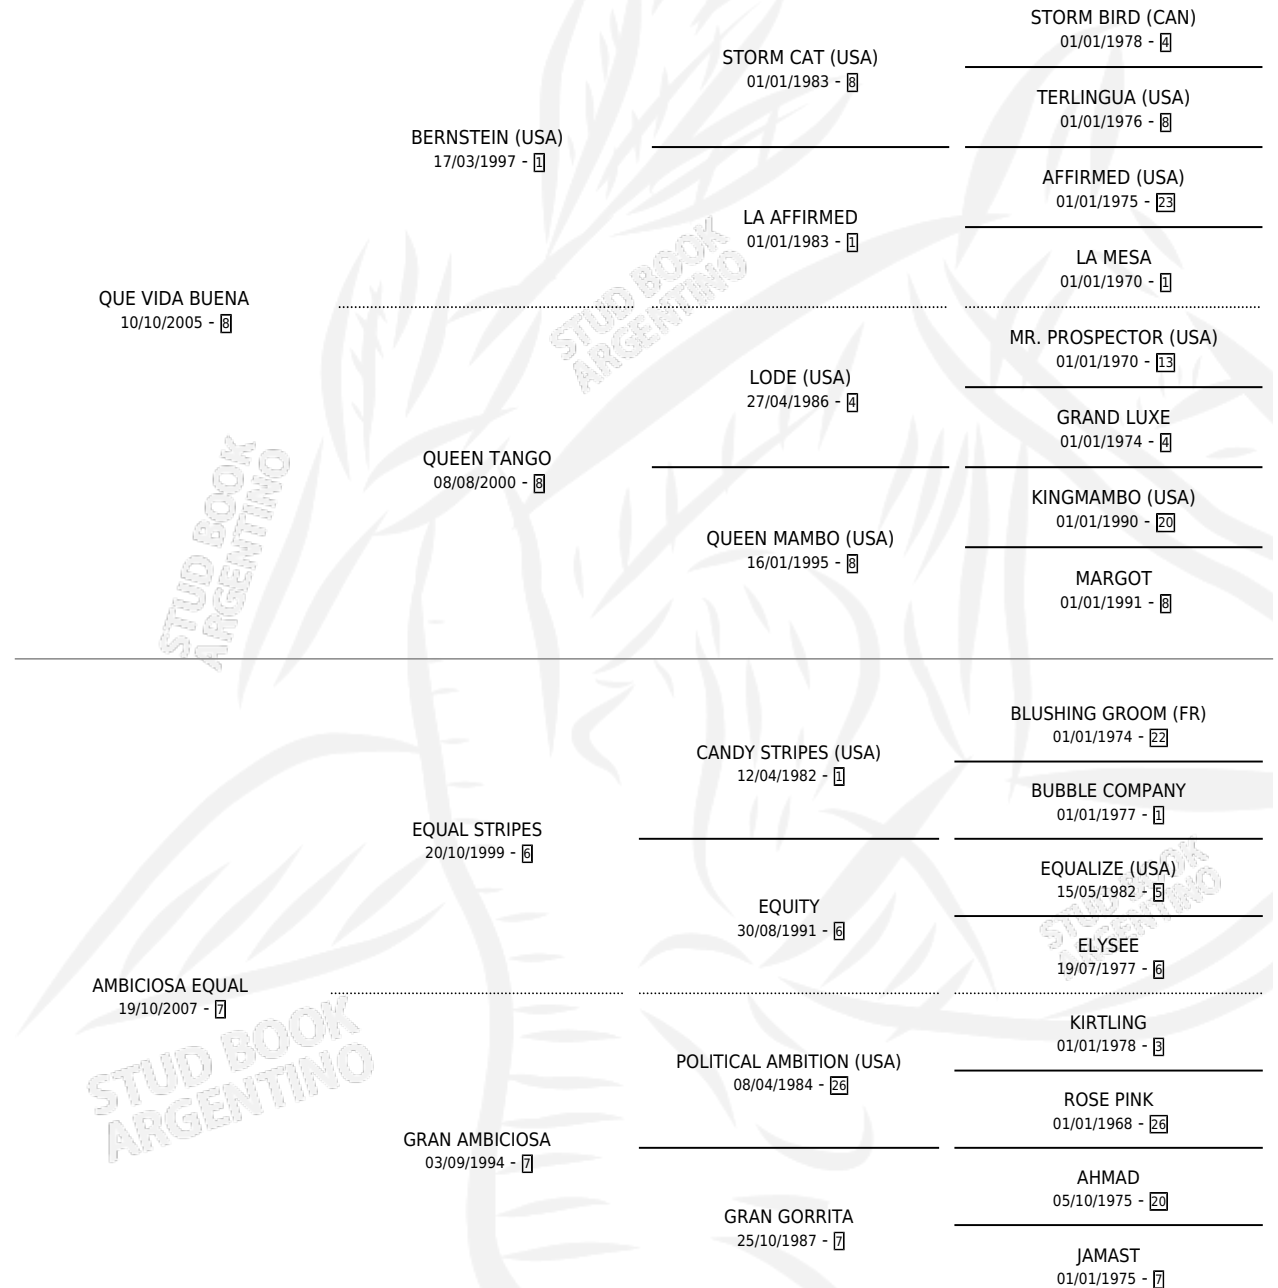 STORM BIRD (CAN)
01/01/1978 - 4
STORM CAT (USA)
01/01/1983 - 8
TERLINGUA (USA)
01/01/1976 - 8
BERNSTEIN (USA)
17/03/1997 - 1
AFFIRMED (USA)
01/01/1975 - 23
LA AFFIRMED
01/01/1983 - 1
LA MESA
01/01/1970 - 1
QUE VIDA BUENA
10/10/2005 - 8
MR. PROSPECTOR (USA)
01/01/1970 - 13
LODE (USA)
27/04/1986 - 4
GRAND LUXE
01/01/1974 - 4
QUEEN TANGO
08/08/2000 - 8
KINGMAMBO (USA)
01/01/1990 - 20
QUEEN MAMBO (USA)
16/01/1995 - 8
MARGOT
01/01/1991 - 8
STUD BOOK
ARGENTINO
STUD BOOK
ARGENTINO
BLUSHING GROOM (FR)
01/01/1974 - 22
CANDY STRIPES (USA)
12/04/1982 - 1
BUBBLE COMPANY
01/01/1977 - 1
EQUAL STRIPES
20/10/1999 - 6
EQUALIZE (USA)
15/05/1982 - 5
EQUITY
30/08/1991 - 6
ELYSEE
19/07/1977 - 6
AMBICIOSA EQUAL
19/10/2007 - 7
KIRTLING
01/01/1978 - 3
POLITICAL AMBITION (USA)
08/04/1984 - 26
ROSE PINK
01/01/1968 - 26
GRAN AMBICIOSA
03/09/1994 - 7
AHMAD
05/10/1975 - 20
GRAN GORRITA
25/10/1987 - 7
JAMAST
01/01/1975 - 7
STUD BOOK
ARGENTINO
STUD BOOK
ARGENTINO